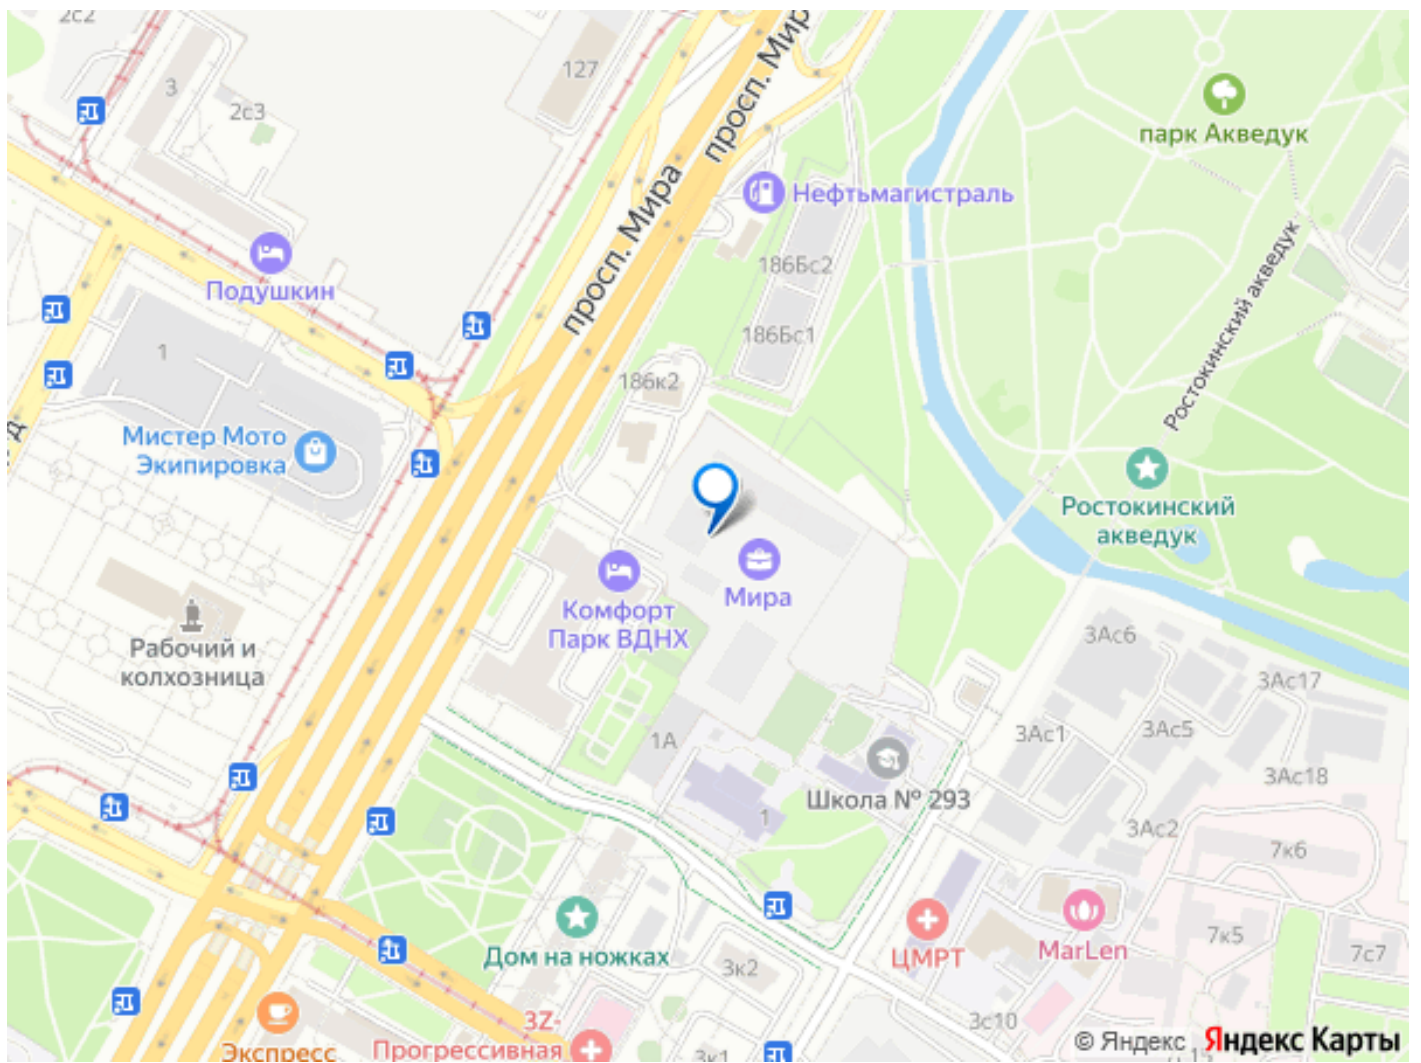 2с2
127
3
2с3
просп. Мира
просп. Мира
парк Акведук
Нефтьмагистраль
Подушкин
186Бс2
Ростокинский акведук
186Бс1
1
186к2
Мистер Мото
Экипировка
Ростокинский
акведук
Мира
Комфорт
Парк ВДНХ
Рабочий и
колхозница
3Ас6
3Ас17
3Ас1
3Ас5
1А
3Ас18
Школа № 293
1
3Ас2
7к6
Дом на ножках
3к2
ЦМРТ
MarLen
7к5
7с7
3с10
Экспресс
3Z-
Прогрессивная
3к1
© Яндекс
Яндекс Карты